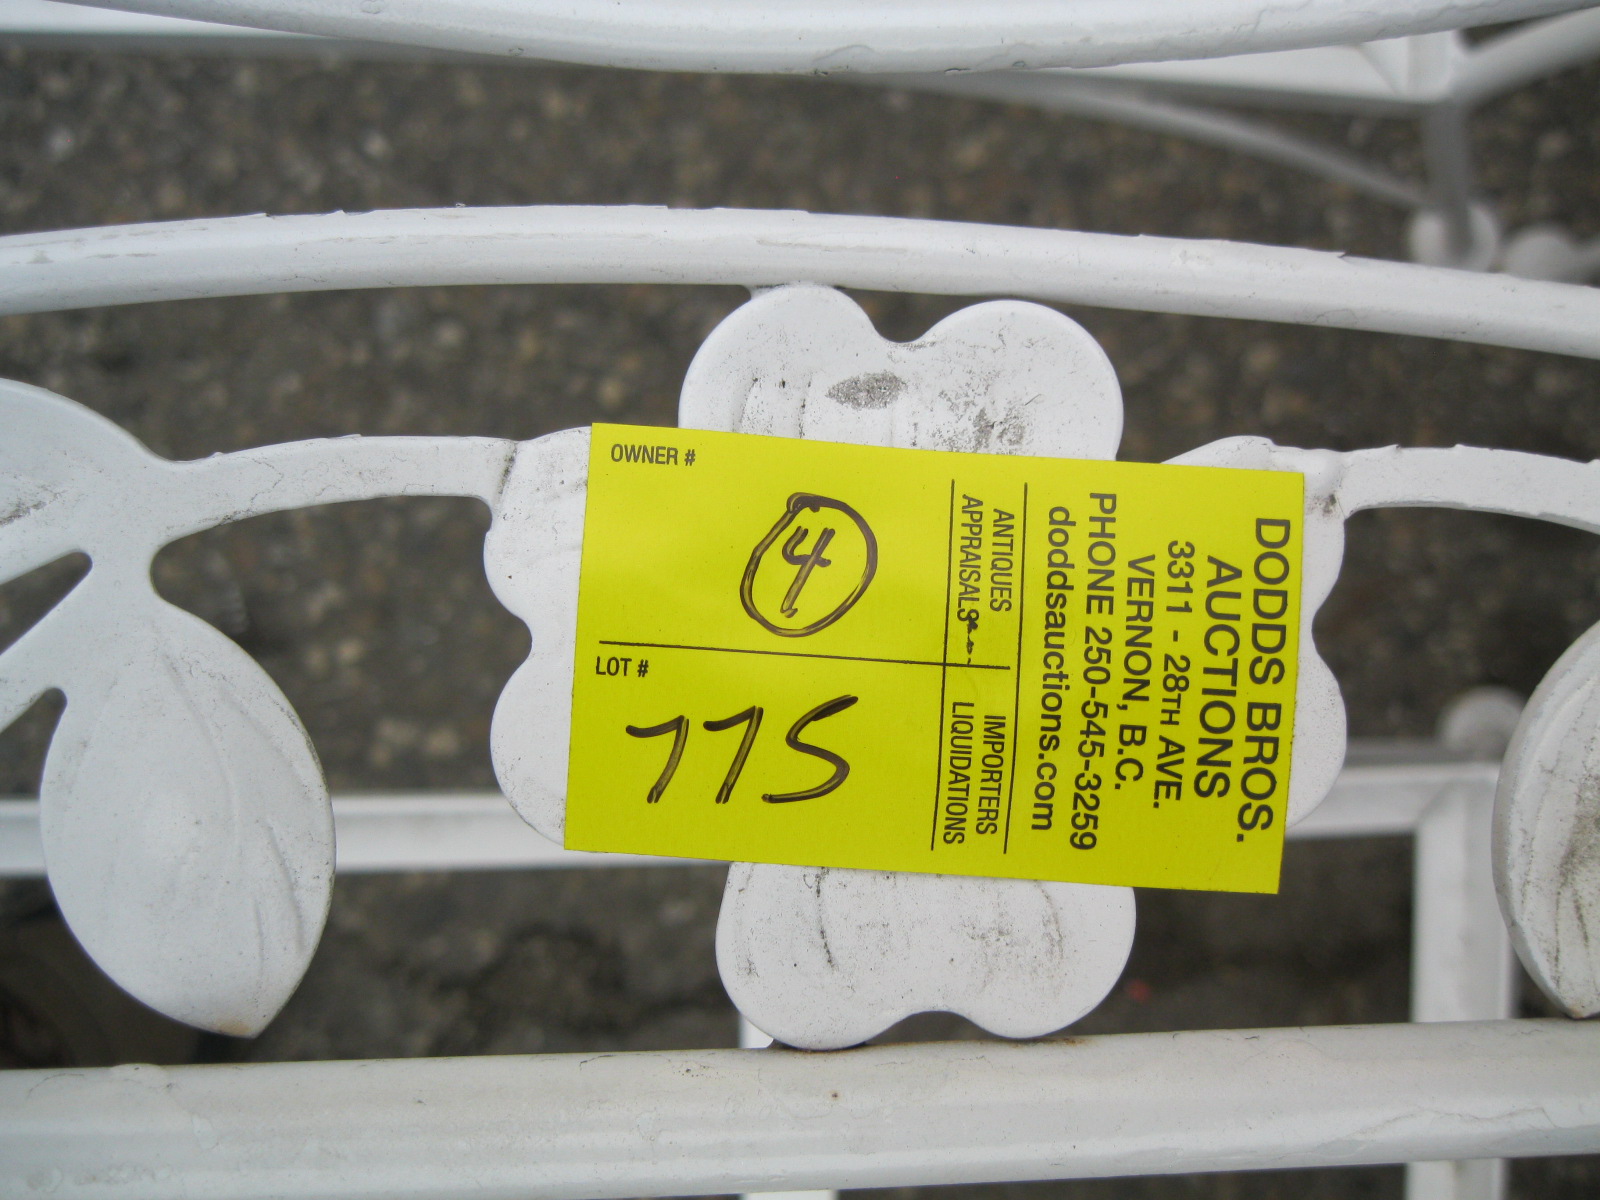 DODDS BROS.
AUCTIONS
3311 - 28TH AVE.
VERNON, B.C.
PHONE 250-545-3259
doddsauctions.com
ANTIQUES
APPRAISALS
IMPORTERS
LIQUIDATIONS
OWNER #
4
LOT #
775